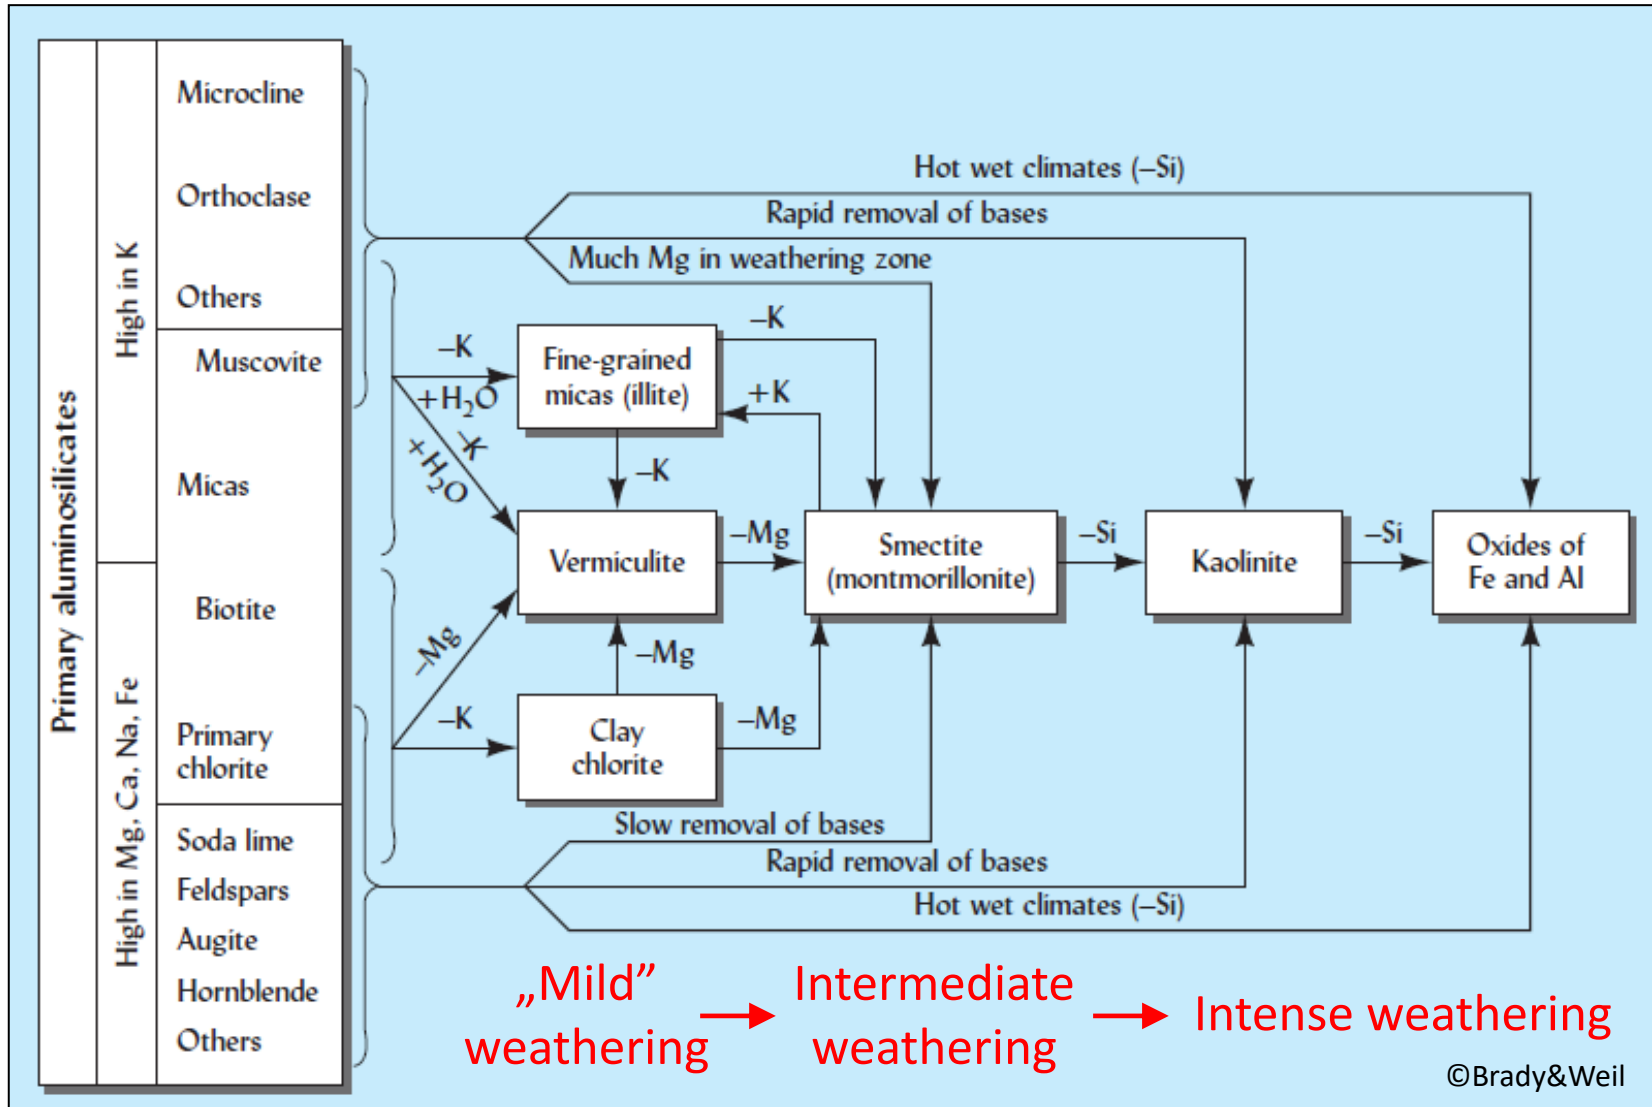 Primary aluminosilicates
High in K
High in Mg, Ca, Na, Fe
Microcline
Orthoclase
Others
Muscovite
Micas
Biotite
Primary
chlorite
Soda lime
Feldspars
Augite
Hornblende
Others
Hot wet climates (–Si)
Rapid removal of bases
Much Mg in weathering zone
–K
+H₂O
–K
+H₂O
Fine-grained
micas (illite)
–K
+K
–K
Vermiculite
–Mg
Smectite
(montmorillonite)
–Si
Kaolinite
–Si
Oxides of
Fe and Al
–Mg
–Mg
–K
Clay
chlorite
–Mg
Slow removal of bases
Rapid removal of bases
Hot wet climates (–Si)
„Mild”
weathering
Intermediate
weathering
Intense weathering
©Brady&Weil